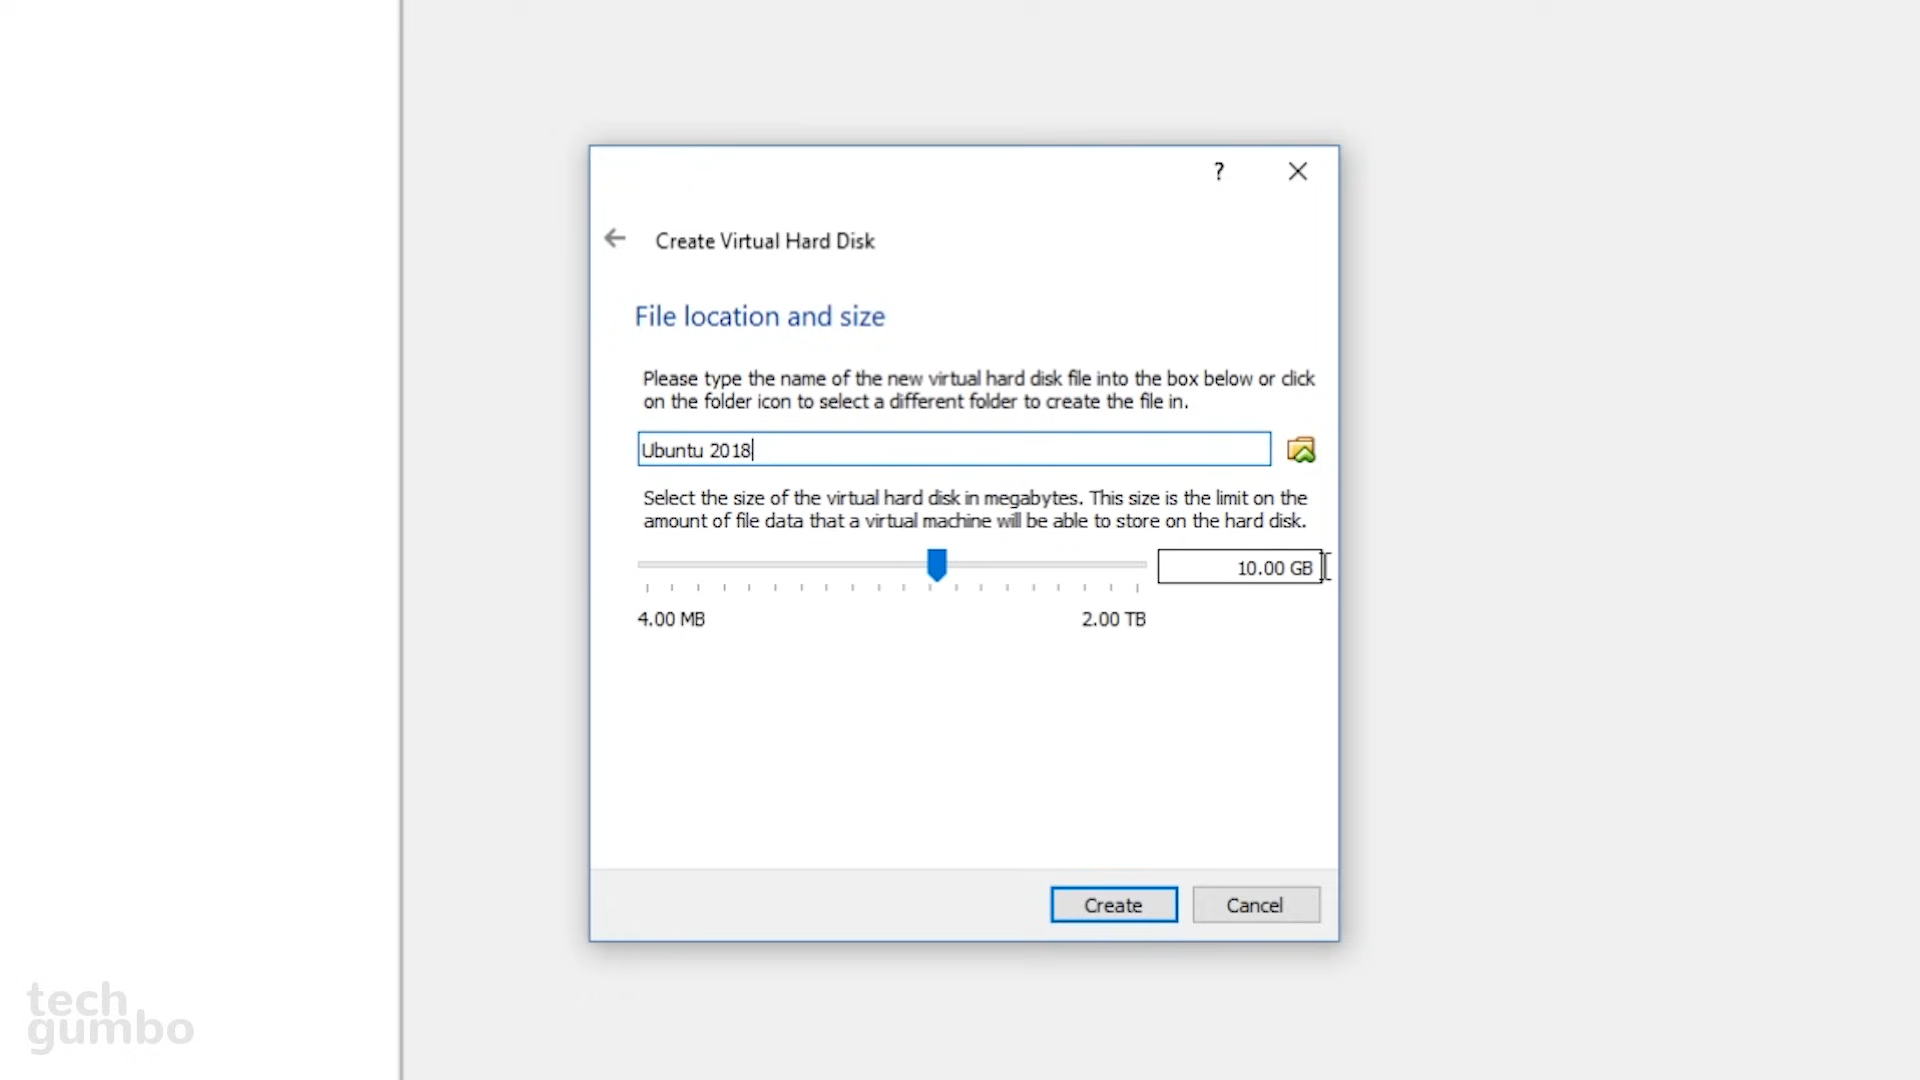 ?
Create Virtual Hard Disk
File location and size
Please type the name of the new virtual hard disk file into the box below or click
on the folder icon to select a different folder to create the file in.
Ubuntu 2018
Select the size of the virtual hard disk in megabytes. This size is the limit on the
amount of file data that a virtual machine will be able to store on the hard disk.
10.00 GB
4.00 MB 2.00 TB
Create Cancel
tech
gumbo